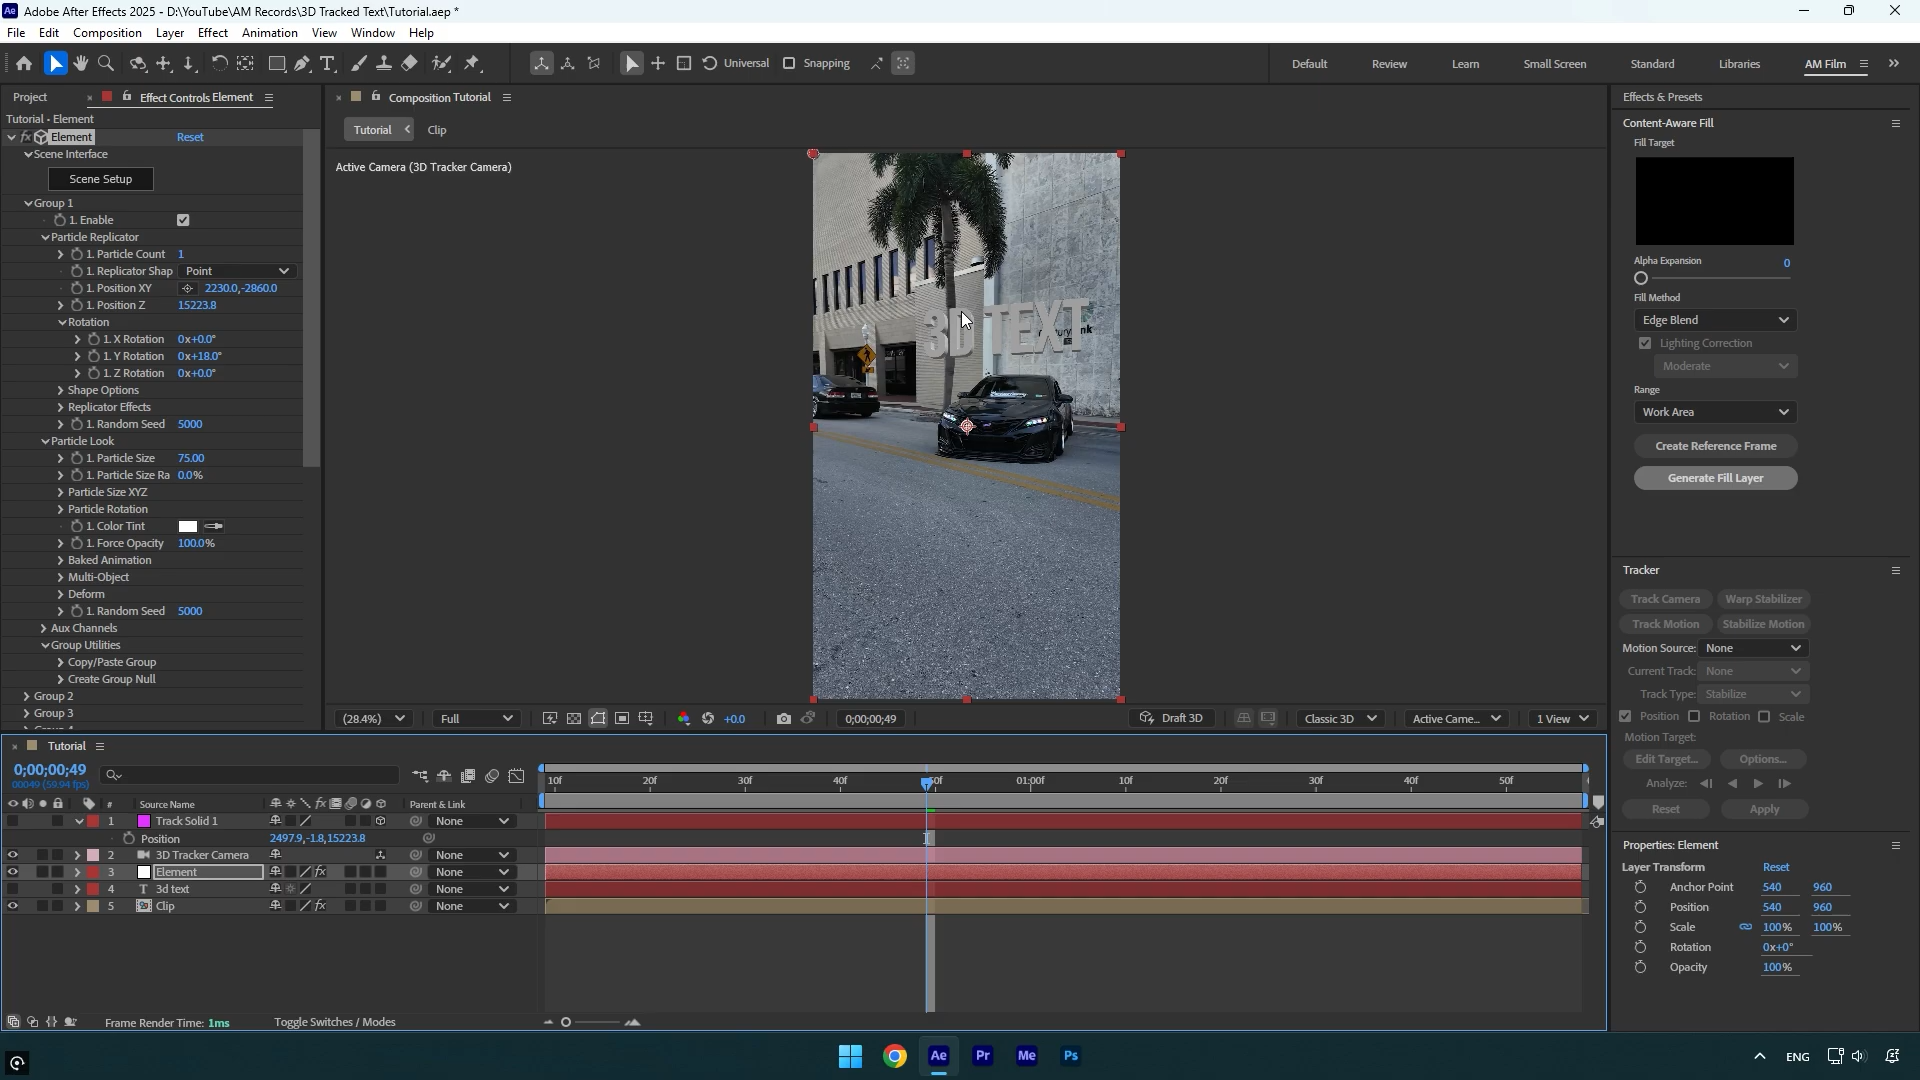 Adobe After Effects 2025 - D:\YouTube\AM Records\3D Tracked Text\Tutorial.aep *
File Edit Composition Layer Effect Animation View Window Help
Universal Snapping Default Review Learn Small Screen Standard Libraries AM Film
Project Effect Controls Element
Tutorial - Element
Element Reset
Scene Interface
Scene Setup
Group 1
1. Enable
Particle Replicator
1. Particle Count 1
1. Replicator Shap Point
1. Position XY 2230.0,-2860.0
1. Position Z 15223.8
Rotation
1. X Rotation 0x+0.0°
1. Y Rotation 0x+18.0°
1. Z Rotation 0x+0.0°
Shape Options
Replicator Effects
1. Random Seed 5000
Particle Look
1. Particle Size 75.00
1. Particle Size Ra 0.0%
Particle Size XYZ
Particle Rotation
1. Color Tint
1. Force Opacity 100.0%
Baked Animation
Multi-Object
Deform
1. Random Seed 5000
Aux Channels
Group Utilities
Copy/Paste Group
Create Group Null
Group 2
Group 3
Composition Tutorial
Tutorial Clip
Active Camera (3D Tracker Camera)
3D TEXT
(28.4%) Full +0.0 0;00;00;49 Draft 3D Classic 3D Active Came... 1 View
Effects & Presets
Content-Aware Fill
Fill Target
Alpha Expansion 0
Fill Method
Edge Blend
Lighting Correction
Moderate
Range
Work Area
Create Reference Frame
Generate Fill Layer
Tracker
Track Camera Warp Stabilizer
Track Motion Stabilize Motion
Motion Source: None
Current Track: None
Track Type: Stabilize
Position Rotation Scale
Motion Target:
Edit Target... Options...
Analyze:
Reset Apply
Properties: Element
Layer Transform Reset
Anchor Point 540 960
Position 540 960
Scale 100% 100%
Rotation 0x+0°
Opacity 100%
Tutorial
0;00;00;49
00049 (59.94 fps)
10f 20f 30f 40f 50f 01:00f 10f 20f 30f 40f 50f
# Source Name Parent & Link
1 Track Solid 1 None
Position 2497.9,-1.8,15223.8
2 3D Tracker Camera None
3 Element None
4 T 3d text None
5 Clip None
Frame Render Time: 1ms Toggle Switches / Modes
Ae Pr Me Ps
ENG